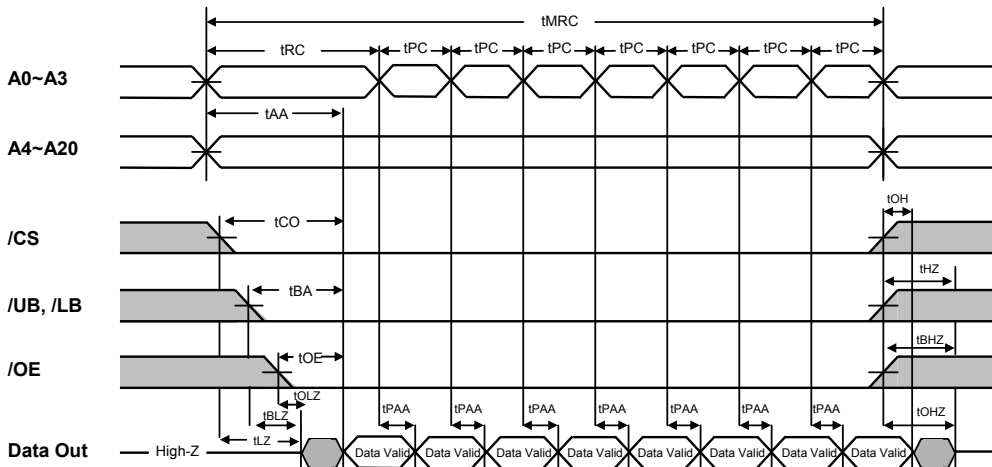 tMRC
tRC tPC tPC tPC tPC tPC tPC tPC
A0~A3
tAA
A4~A20
tOH
tCO
/CS
tHZ
tBA
/UB, /LB
tBHZ
tOE
/OE
tOLZ
tBLZ tPAA tPAA tPAA tPAA tPAA tPAA tPAA tOHZ
tLZ
Data Out High-Z Data Valid Data Valid Data Valid Data Valid Data Valid Data Valid Data Valid Data Valid